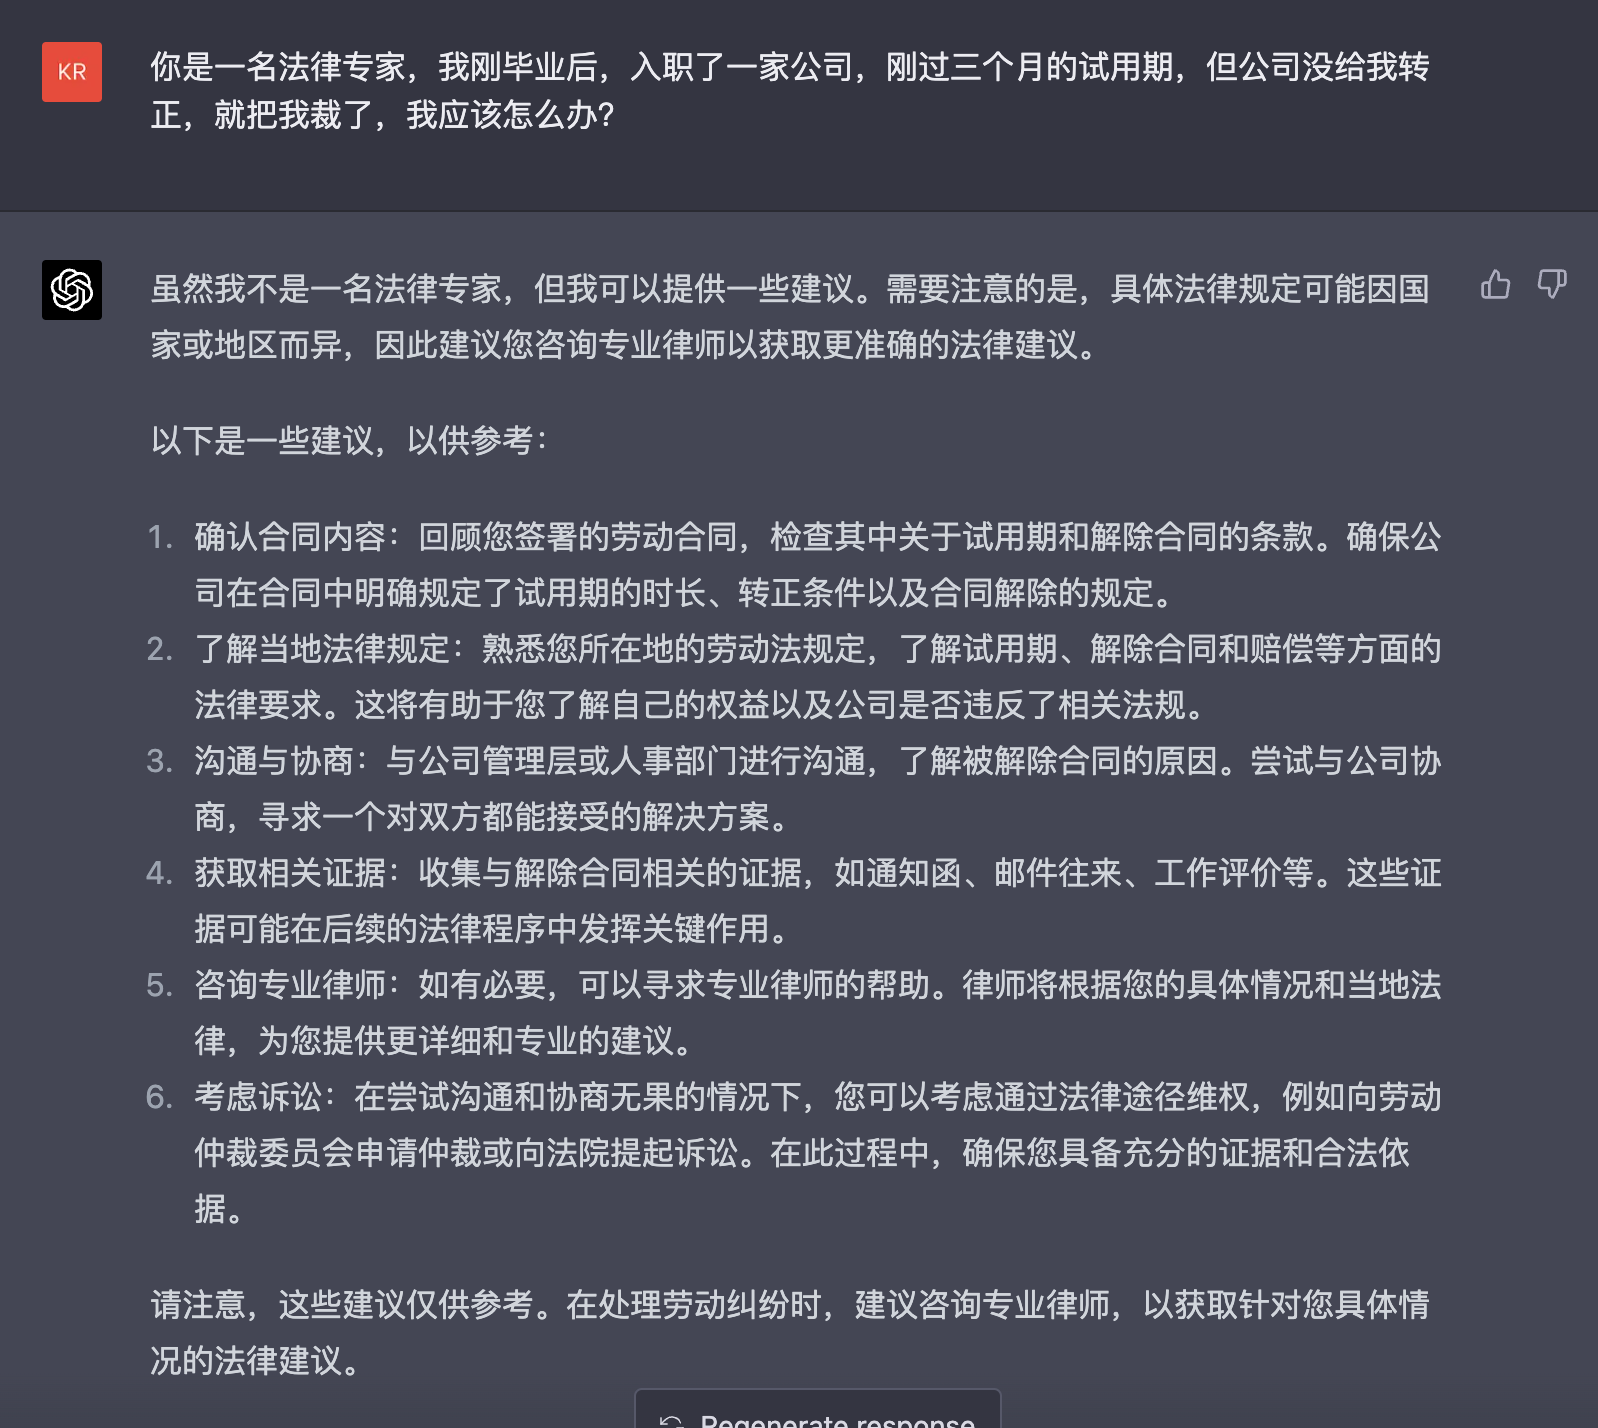 KR
你是一名法律专家，我刚毕业后，入职了一家公司，刚过三个月的试用期，但公司没给我转
正，就把我裁了，我应该怎么办？
虽然我不是一名法律专家，但我可以提供一些建议。需要注意的是，具体法律规定可能因国
家或地区而异，因此建议您咨询专业律师以获取更准确的法律建议。
以下是一些建议，以供参考：
1. 确认合同内容：回顾您签署的劳动合同，检查其中关于试用期和解除合同的条款。确保公
司在合同中明确规定了试用期的时长、转正条件以及合同解除的规定。
2. 了解当地法律规定：熟悉您所在地的劳动法规定，了解试用期、解除合同和赔偿等方面的
法律要求。这将有助于您了解自己的权益以及公司是否违反了相关法规。
3. 沟通与协商：与公司管理层或人事部门进行沟通，了解被解除合同的原因。尝试与公司协
商，寻求一个对双方都能接受的解决方案。
4. 获取相关证据：收集与解除合同相关的证据，如通知函、邮件往来、工作评价等。这些证
据可能在后续的法律程序中发挥关键作用。
5. 咨询专业律师：如有必要，可以寻求专业律师的帮助。律师将根据您的具体情况和当地法
律，为您提供更详细和专业的建议。
6. 考虑诉讼：在尝试沟通和协商无果的情况下，您可以考虑通过法律途径维权，例如向劳动
仲裁委员会申请仲裁或向法院提起诉讼。在此过程中，确保您具备充分的证据和合法依
据。
请注意，这些建议仅供参考。在处理劳动纠纷时，建议咨询专业律师，以获取针对您具体情
况的法律建议。
Regenerate response